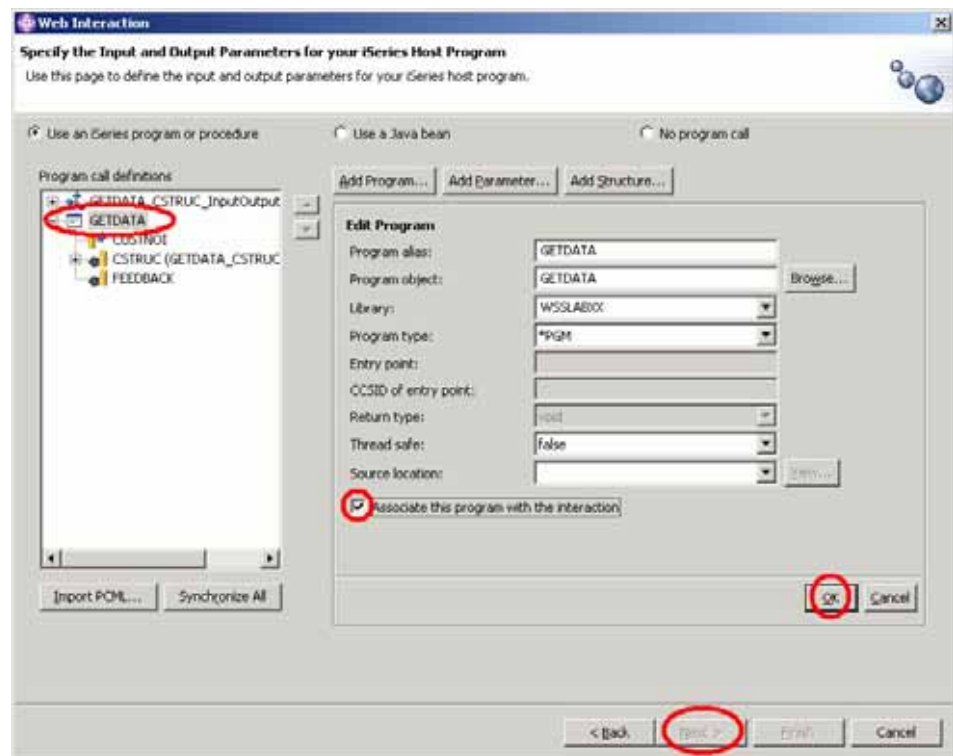 Web Interaction
Specify the Input and Output Parameters for your iSeries Host Program
Use this page to define the input and output parameters for your iSeries host program.
Use an iSeries program or procedure
Use a Java bean
No program call
Program call definitions
GETDATA_CSTRUC_InputOutput
GETDATA
CUSTNOI
CSTRUC (GETDATA_CSTRUC
FEEDBACK
Import PCML...
Synchronize All
Add Program...
Add Parameter...
Add Structure...
Edit Program
Program alias: GETDATA
Program object: GETDATA Browse...
Library: WSSLABXX
Program type: *PGM
Entry point:
CCSID of entry point:
Return type: void
Thread safe: false
Source location: View...
Associate this program with the interaction
OK Cancel
< Back Next > Finish Cancel